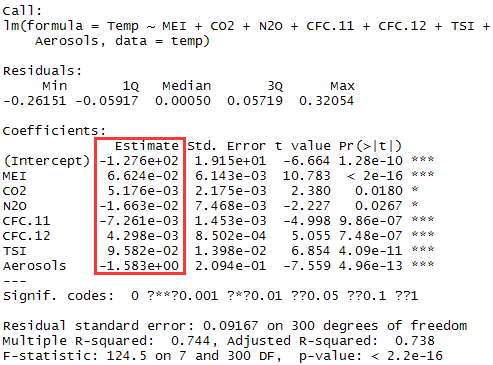 Call:
lm(formula = Temp ~ MEI + CO2 + N2O + CFC.11 + CFC.12 + TSI +
    Aerosols, data = temp)
Residuals:
     Min       1Q   Median       3Q      Max
-0.26151 -0.05917  0.00050  0.05719  0.32054
Coefficients:
              Estimate Std. Error t value Pr(>|t|)
(Intercept) -1.276e+02  1.915e+01  -6.664 1.28e-10 ***
MEI          6.624e-02  6.143e-03  10.783  < 2e-16 ***
CO2          5.176e-03  2.175e-03   2.380   0.0180 *
N2O         -1.663e-02  7.468e-03  -2.227   0.0267 *
CFC.11      -7.261e-03  1.453e-03  -4.998 9.86e-07 ***
CFC.12       4.298e-03  8.502e-04   5.055 7.48e-07 ***
TSI          9.582e-02  1.398e-02   6.854 4.09e-11 ***
Aerosols    -1.583e+00  2.094e-01  -7.559 4.96e-13 ***
---
Signif. codes:  0 ?**?0.001 ?*?0.01 ??0.05 ??0.1 ??1
Residual standard error: 0.09167 on 300 degrees of freedom
Multiple R-squared:  0.744, Adjusted R-squared:  0.738
F-statistic: 124.5 on 7 and 300 DF,  p-value: < 2.2e-16